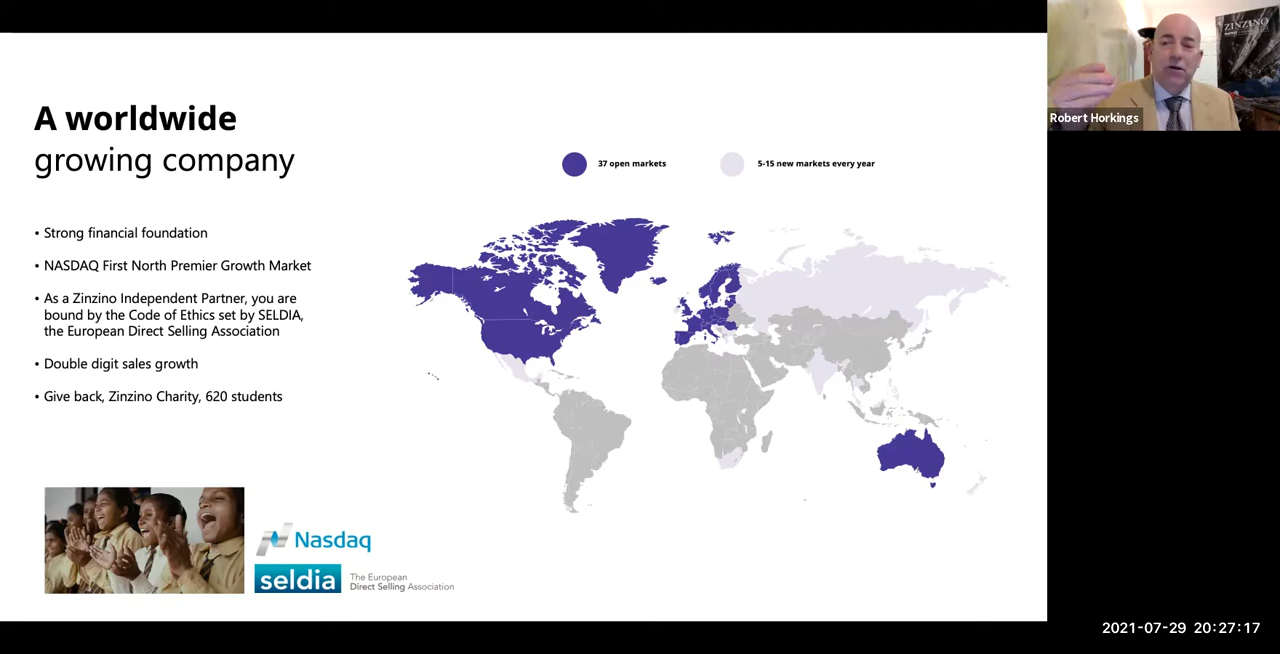 A worldwide
growing company
37 open markets
5-15 new markets every year
• Strong financial foundation
• NASDAQ First North Premier Growth Market
• As a Zinzino Independent Partner, you are
bound by the Code of Ethics set by SELDIA,
the European Direct Selling Association
• Double digit sales growth
• Give back, Zinzino Charity, 620 students
Nasdaq
seldia
The European
Direct Selling Association
ZINZINO
Robert Horkings
2021-07-29 20:27:17